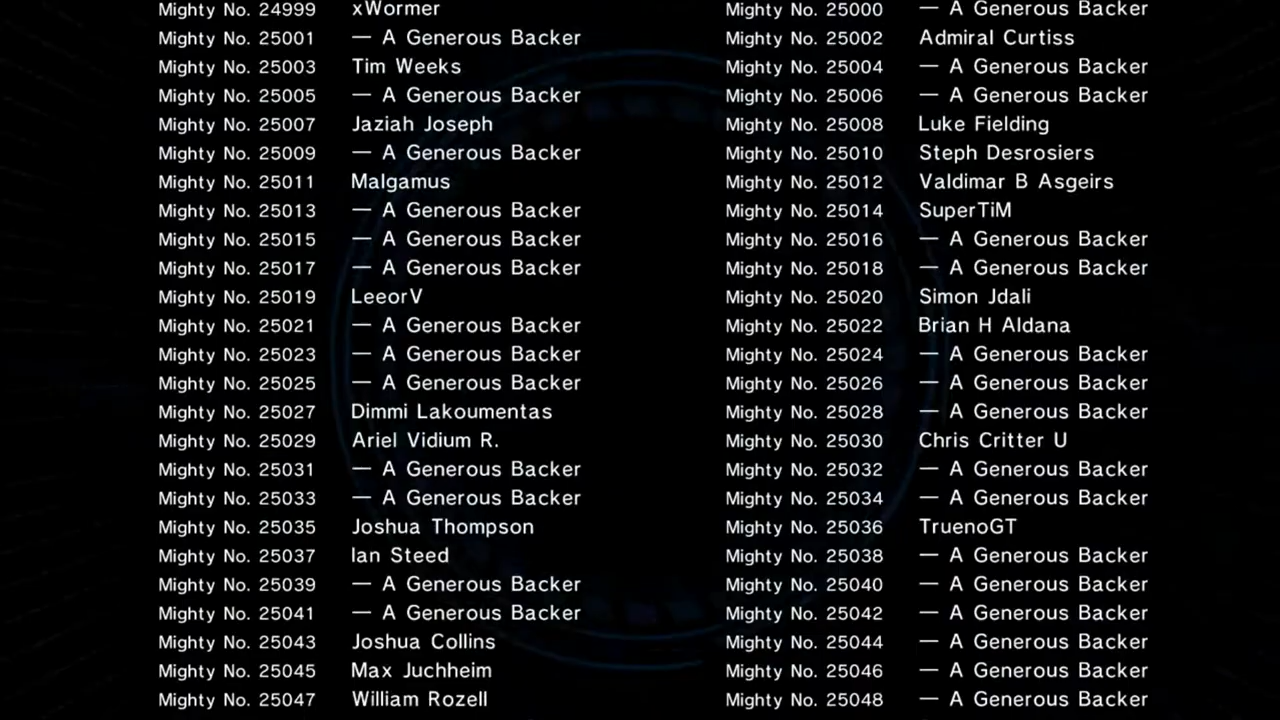 Mighty No. 24999 xWormer Mighty No. 25000 — A Generous Backer
Mighty No. 25001 — A Generous Backer Mighty No. 25002 Admiral Curtiss
Mighty No. 25003 Tim Weeks Mighty No. 25004 — A Generous Backer
Mighty No. 25005 — A Generous Backer Mighty No. 25006 — A Generous Backer
Mighty No. 25007 Jaziah Joseph Mighty No. 25008 Luke Fielding
Mighty No. 25009 — A Generous Backer Mighty No. 25010 Steph Desrosiers
Mighty No. 25011 Malgamus Mighty No. 25012 Valdimar B Asgeirs
Mighty No. 25013 — A Generous Backer Mighty No. 25014 SuperTiM
Mighty No. 25015 — A Generous Backer Mighty No. 25016 — A Generous Backer
Mighty No. 25017 — A Generous Backer Mighty No. 25018 — A Generous Backer
Mighty No. 25019 LeeorV Mighty No. 25020 Simon Jdali
Mighty No. 25021 — A Generous Backer Mighty No. 25022 Brian H Aldana
Mighty No. 25023 — A Generous Backer Mighty No. 25024 — A Generous Backer
Mighty No. 25025 — A Generous Backer Mighty No. 25026 — A Generous Backer
Mighty No. 25027 Dimmi Lakoumentas Mighty No. 25028 — A Generous Backer
Mighty No. 25029 Ariel Vidium R. Mighty No. 25030 Chris Critter U
Mighty No. 25031 — A Generous Backer Mighty No. 25032 — A Generous Backer
Mighty No. 25033 — A Generous Backer Mighty No. 25034 — A Generous Backer
Mighty No. 25035 Joshua Thompson Mighty No. 25036 TruenoGT
Mighty No. 25037 Ian Steed Mighty No. 25038 — A Generous Backer
Mighty No. 25039 — A Generous Backer Mighty No. 25040 — A Generous Backer
Mighty No. 25041 — A Generous Backer Mighty No. 25042 — A Generous Backer
Mighty No. 25043 Joshua Collins Mighty No. 25044 — A Generous Backer
Mighty No. 25045 Max Juchheim Mighty No. 25046 — A Generous Backer
Mighty No. 25047 William Rozell Mighty No. 25048 — A Generous Backer